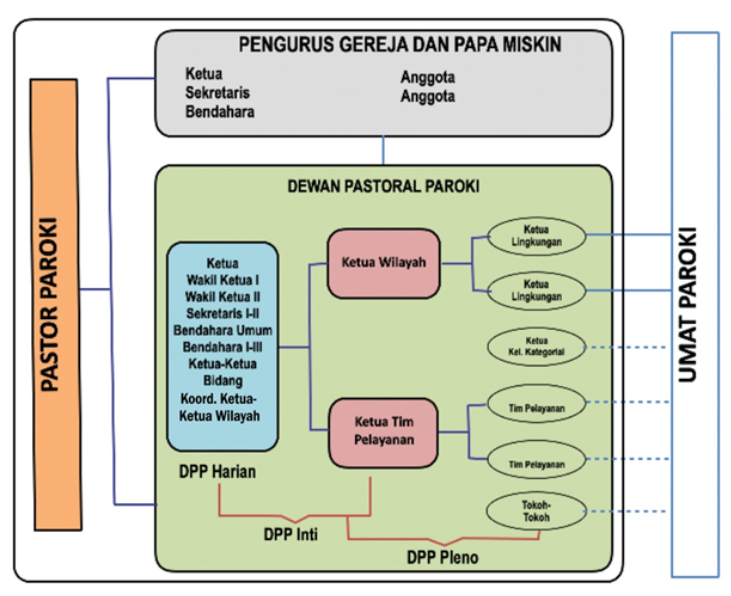 PENGURUS GEREJA DAN PAPA MISKIN
Ketua
Sekretaris
Bendahara
Anggota
Anggota
PASTOR PAROKI
DEWAN PASTORAL PAROKI
Ketua
Wakil Ketua I
Wakil Ketua II
Sekretaris I-II
Bendahara Umum
Bendahara I-III
Ketua-Ketua
Bidang
Koord. Ketua-
Ketua Wilayah
DPP Harian
Ketua Wilayah
Ketua Tim
Pelayanan
Ketua
Lingkungan
Ketua
Lingkungan
Ketua
Kel. Kategorial
Tim Pelayanan
Tim Pelayanan
Tokoh-
Tokoh
DPP Inti
DPP Pleno
UMAT PAROKI